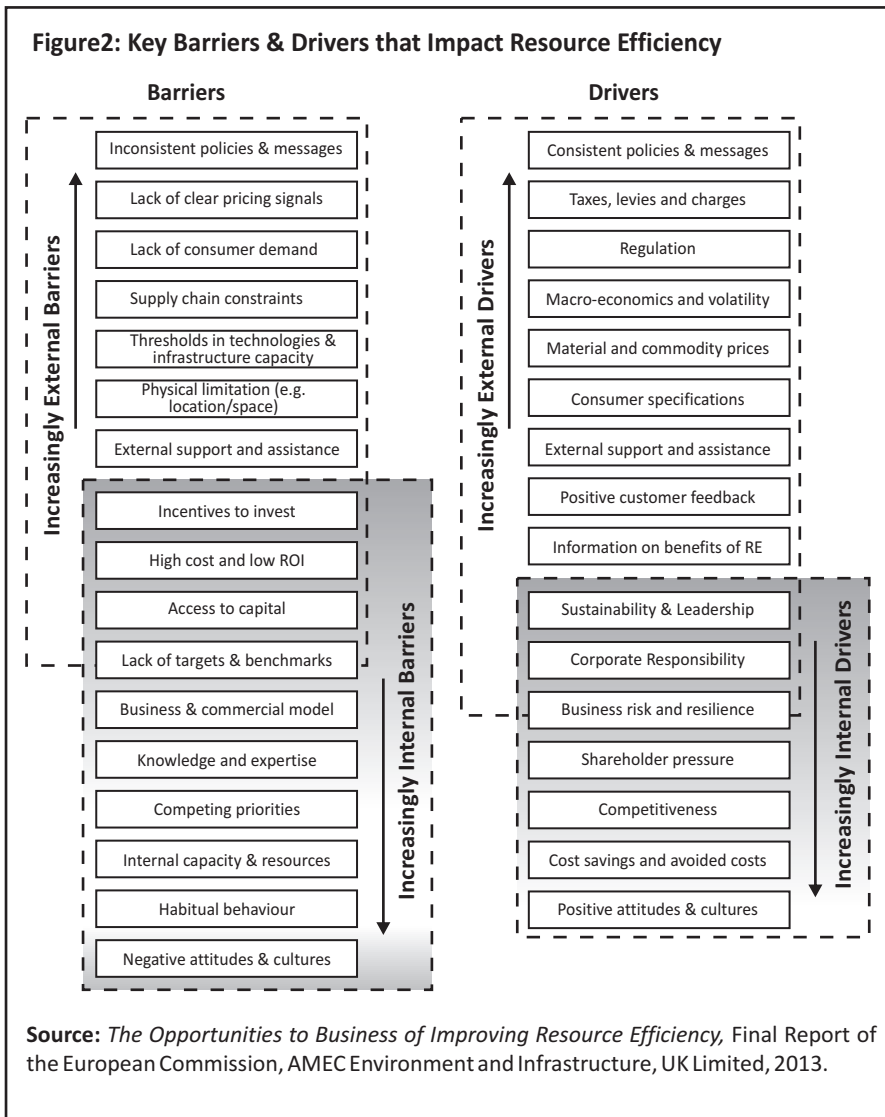 Figure2: Key Barriers & Drivers that Impact Resource Efficiency
Barriers
Increasingly External Barriers
Inconsistent policies & messages
Lack of clear pricing signals
Lack of consumer demand
Supply chain constraints
Thresholds in technologies &
infrastructure capacity
Physical limitation (e.g.
location/space)
External support and assistance
Incentives to invest
High cost and low ROI
Access to capital
Lack of targets & benchmarks
Business & commercial model
Knowledge and expertise
Competing priorities
Internal capacity & resources
Habitual behaviour
Negative attitudes & cultures
Increasingly Internal Barriers
Drivers
Increasingly External Drivers
Consistent policies & messages
Taxes, levies and charges
Regulation
Macro-economics and volatility
Material and commodity prices
Consumer specifications
External support and assistance
Positive customer feedback
Information on benefits of RE
Sustainability & Leadership
Corporate Responsibility
Business risk and resilience
Shareholder pressure
Competitiveness
Cost savings and avoided costs
Positive attitudes & cultures
Increasingly Internal Drivers
Source: The Opportunities to Business of Improving Resource Efficiency, Final Report of
the European Commission, AMEC Environment and Infrastructure, UK Limited, 2013.